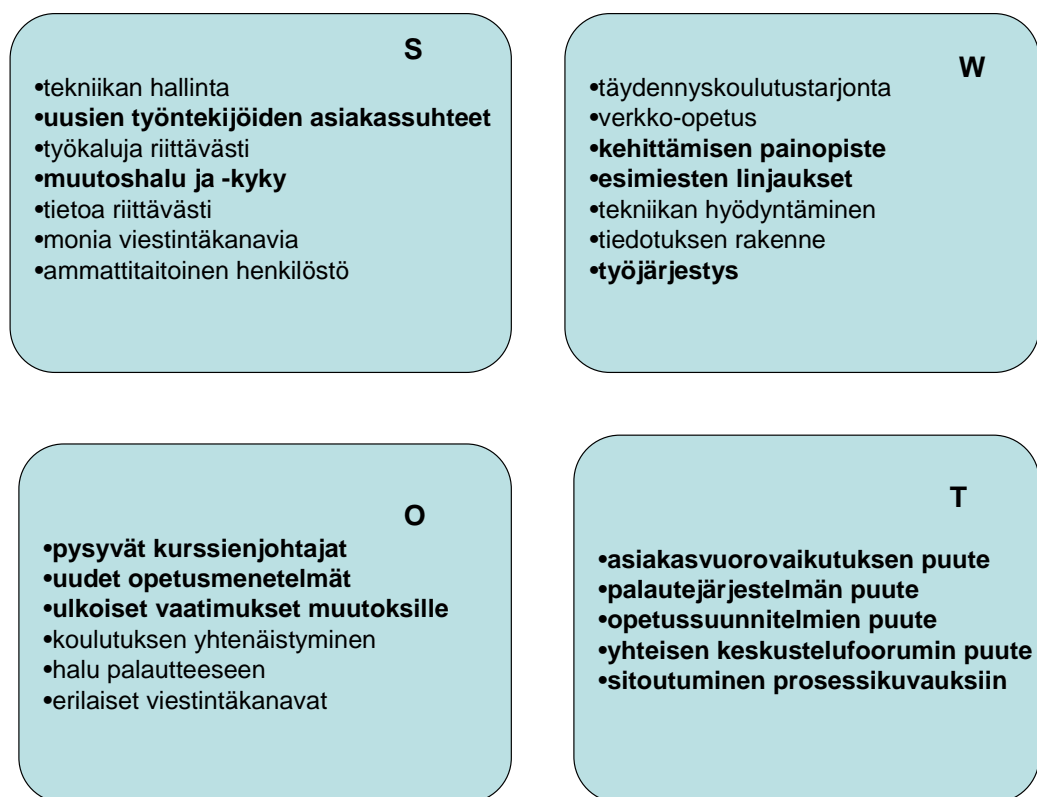 S
•tekniikan hallinta
•uusien työntekijöiden asiakassuhteet
•työkaluja riittävästi
•muutoshalu ja -kyky
•tietoa riittävästi
•monia viestintäkanavia
•ammattitaitoinen henkilöstö
W
•täydennyskoulutustarjonta
•verkko-opetus
•kehittämisen painopiste
•esimiesten linjaukset
•tekniikan hyödyntäminen
•tiedotuksen rakenne
•työjärjestys
O
•pysyvät kurssienjohtajat
•uudet opetusmenetelmät
•ulkoiset vaatimukset muutoksille
•koulutuksen yhtenäistyminen
•halu palautteeseen
•erilaiset viestintäkanavat
T
•asiakasvuorovaikutuksen puute
•palautejärjestelmän puute
•opetussuunnitelmien puute
•yhteisen keskustelufoorumin puute
•sitoutuminen prosessikuvauksiin